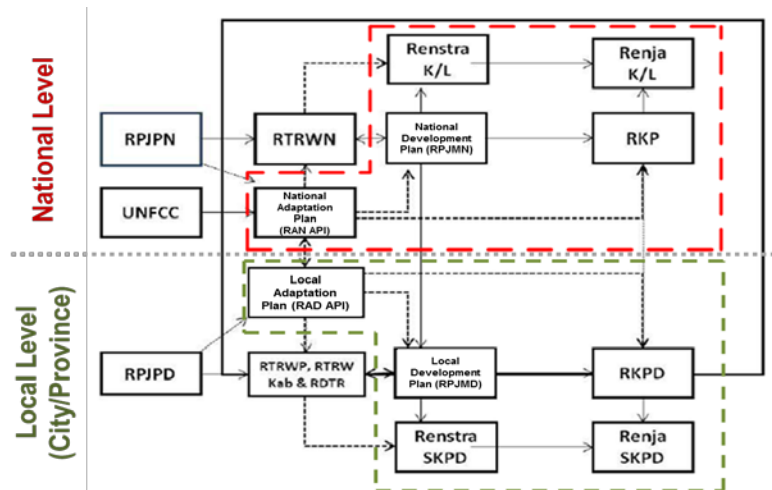 National Level
Renstra
K/L
Renja
K/L
RPJPN
RTRWN
National
Development
Plan (RPJMN)
RKP
UNFCC
National
Adaptation
Plan
(RAN API)
Local Level
(City/Province)
Local
Adaptation
Plan (RAD API)
RPJPD
RTRWP, RTRW
Kab & RDTR
Local
Development
Plan (RPJMD)
RKPD
Renstra
SKPD
Renja
SKPD